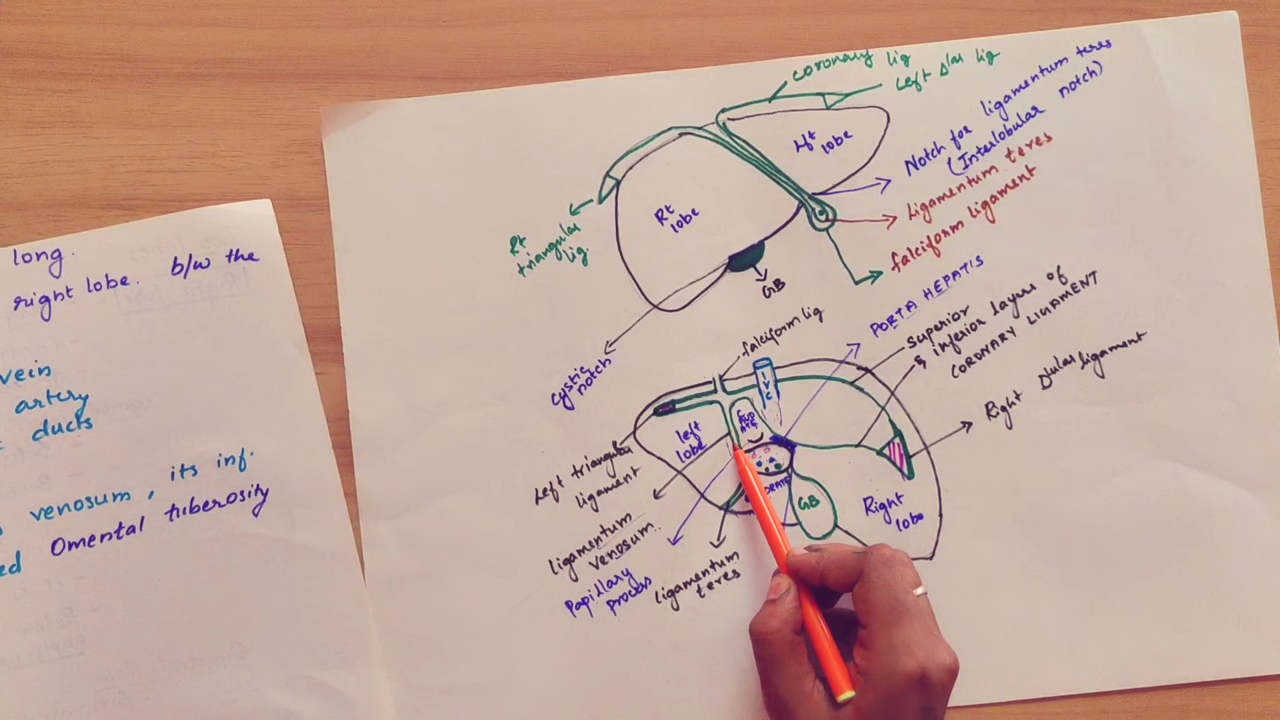 long.
right lobe. b/w the
vein
artery
ducts
venosum, its inf.
Omental tuberosity
coronary lig
Left Δlar lig
Notch for ligamentum teres
(Interlobular notch)
Ligamentum teres
falciform ligament
Lft
lobe
Rt
lobe
Rt
triangular
lig.
GB
cystic
notch
falciform lig
PORTA HEPATIS
superior
& inferior layers of
CORONARY LIGAMENT
Right Δular ligament
IVC
left
lobe
GB
Right
lobe
Left triangular
ligament
Ligamentum
venosum.
Papillary
process
Ligamentum
teres